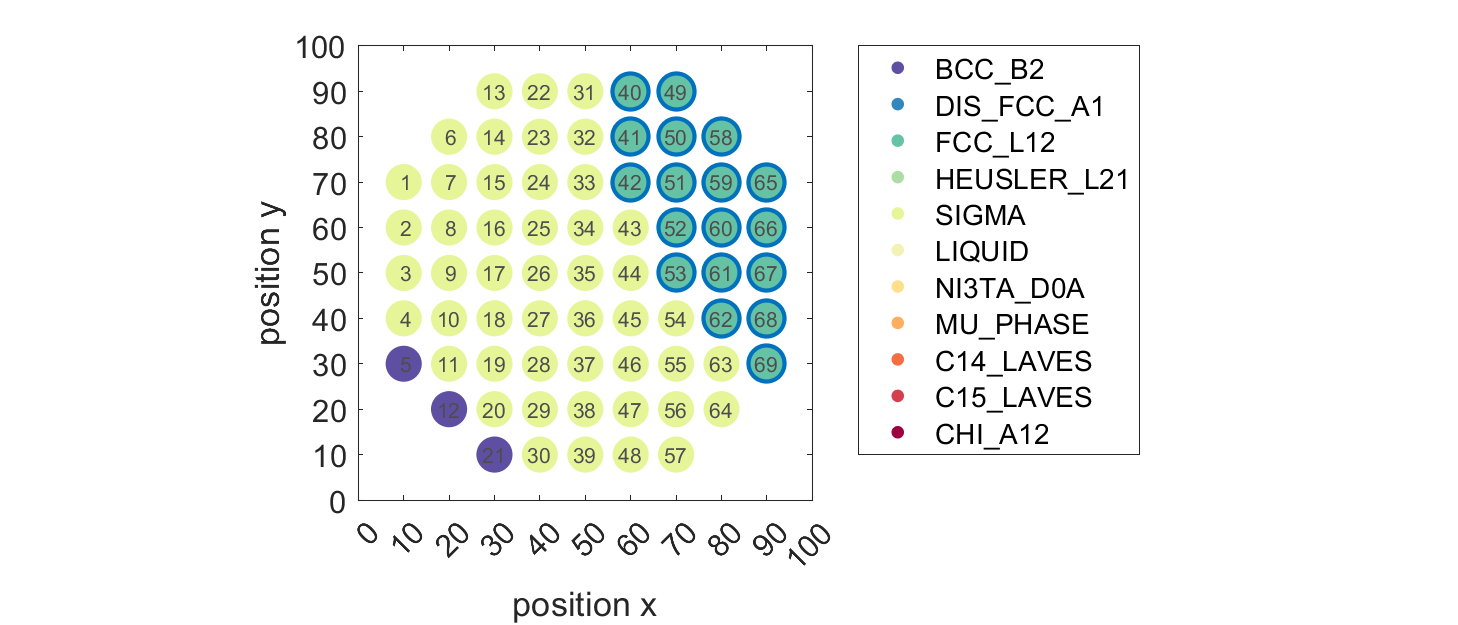 100
90 13 22 31 40 49
80 6 14 23 32 41 50 58
70 1 7 15 24 33 42 51 59 65
60 2 8 16 25 34 43 52 60 66
50 3 9 17 26 35 44 53 61 67
40 4 10 18 27 36 45 54 62 68
30 5 11 19 28 37 46 55 63 69
20 12 20 29 38 47 56 64
10 21 30 39 48 57
0
0 10 20 30 40 50 60 70 80 90 100
position x
position y
BCC_B2
DIS_FCC_A1
FCC_L12
HEUSLER_L21
SIGMA
LIQUID
NI3TA_D0A
MU_PHASE
C14_LAVES
C15_LAVES
CHI_A12